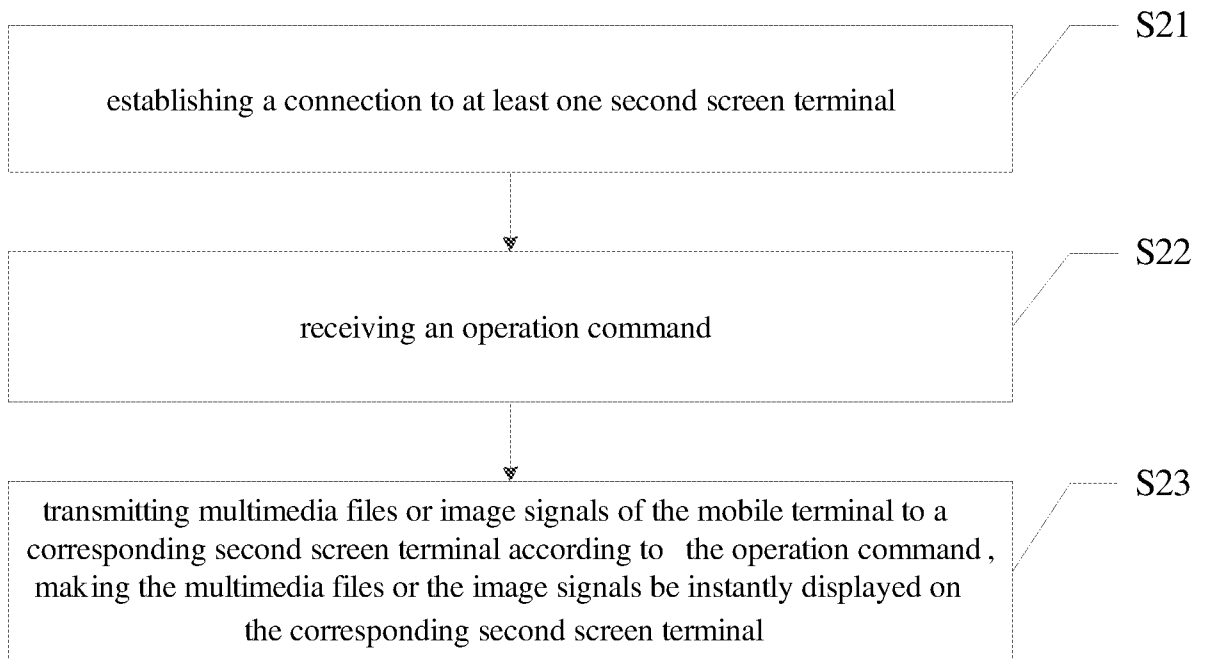 S21
establishing a connection to at least one second screen terminal
S22
receiving an operation command
S23
transmitting multimedia files or image signals of the mobile terminal to a
corresponding second screen terminal according to the operation command,
making the multimedia files or the image signals be instantly displayed on
the corresponding second screen terminal